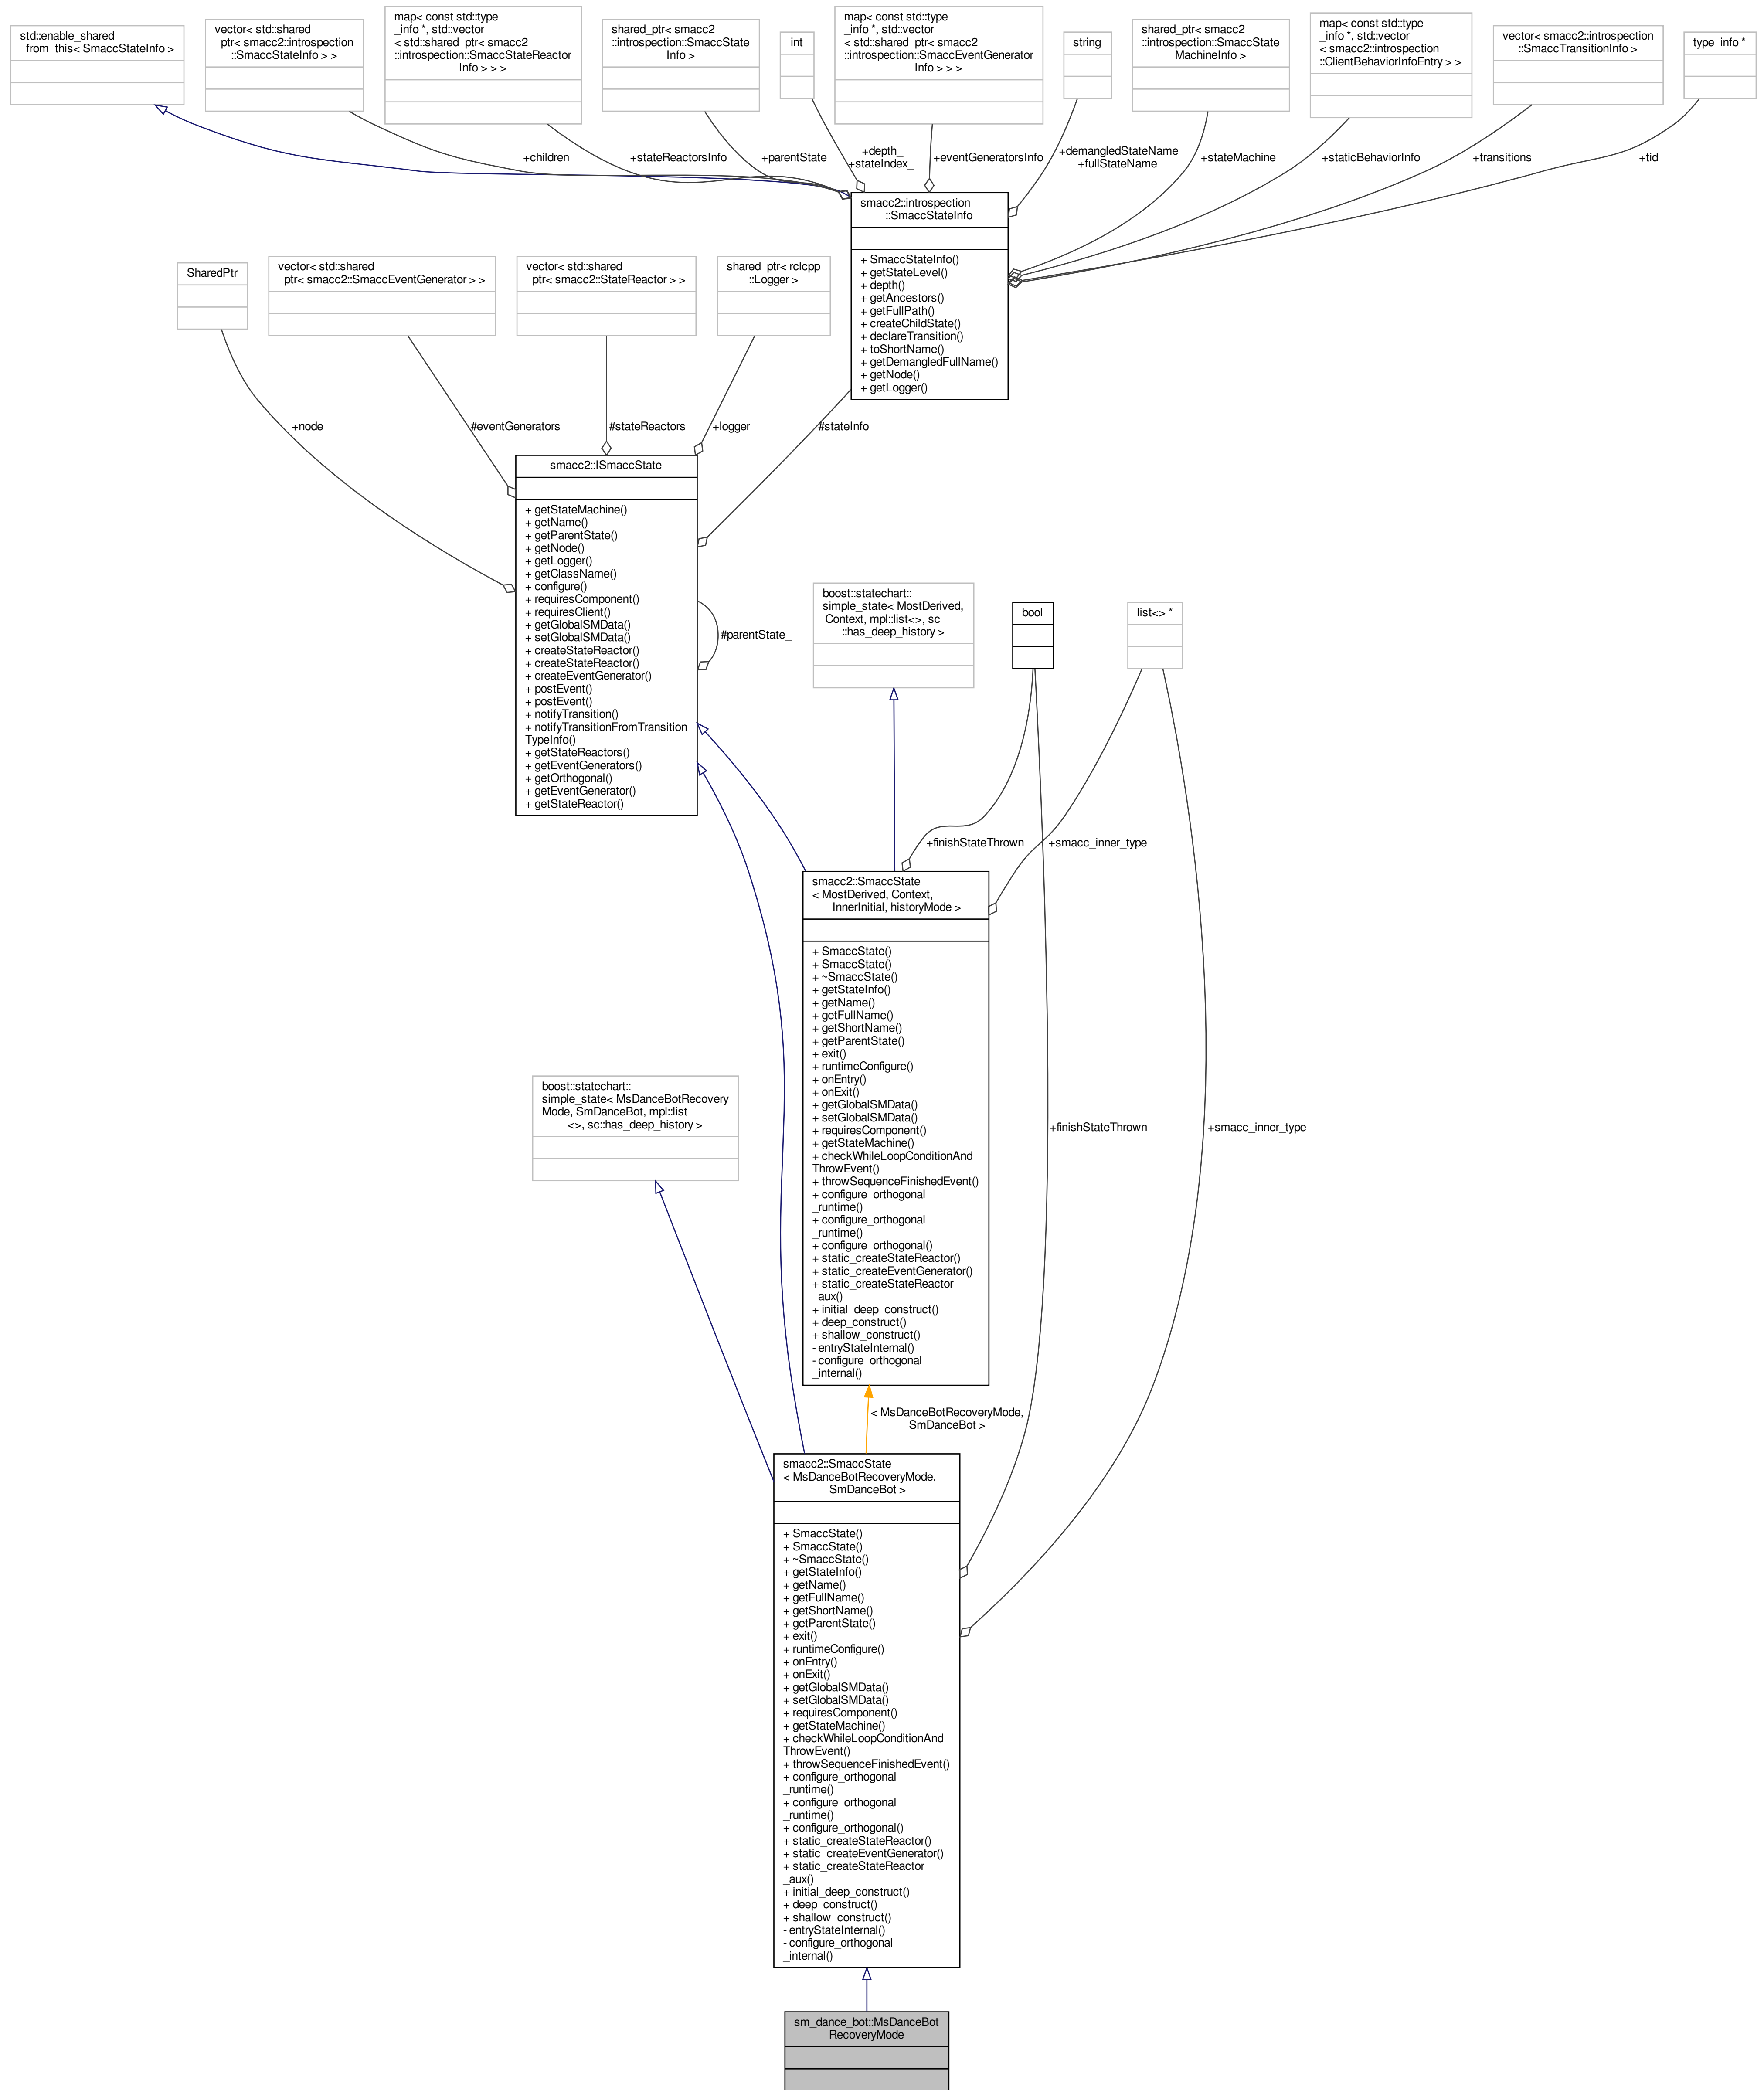 std::enable_shared
_from_this< SmaccStateInfo >
vector< std::shared
_ptr< smacc2::introspection
::SmaccStateInfo > >
map< const std::type
_info *, std::vector
< std::shared_ptr< smacc2
::introspection::SmaccStateReactor
Info > > >
shared_ptr< smacc2
::introspection::SmaccState
Info >
int
map< const std::type
_info *, std::vector
< std::shared_ptr< smacc2
::introspection::SmaccEventGenerator
Info > > >
string
shared_ptr< smacc2
::introspection::SmaccState
MachineInfo >
map< const std::type
_info *, std::vector
< smacc2::introspection
::ClientBehaviorInfoEntry > >
vector< smacc2::introspection
::SmaccTransitionInfo >
type_info *
+children_
+stateReactorsInfo
+parentState_
+depth_
+stateIndex_
+eventGeneratorsInfo
+demangledStateName
+fullStateName
+stateMachine_
+staticBehaviorInfo
+transitions_
+tid_
smacc2::introspection
::SmaccStateInfo
+ SmaccStateInfo()
+ getStateLevel()
+ depth()
+ getAncestors()
+ getFullPath()
+ createChildState()
+ declareTransition()
+ toShortName()
+ getDemangledFullName()
+ getNode()
+ getLogger()
SharedPtr
vector< std::shared
_ptr< smacc2::SmaccEventGenerator > >
vector< std::shared
_ptr< smacc2::StateReactor > >
shared_ptr< rclcpp
::Logger >
+node_
#eventGenerators_
#stateReactors_
+logger_
#stateInfo_
smacc2::ISmaccState
+ getStateMachine()
+ getName()
+ getParentState()
+ getNode()
+ getLogger()
+ getClassName()
+ configure()
+ requiresComponent()
+ requiresClient()
+ getGlobalSMData()
+ setGlobalSMData()
+ createStateReactor()
+ createStateReactor()
+ createEventGenerator()
+ postEvent()
+ postEvent()
+ notifyTransition()
+ notifyTransitionFromTransition
TypeInfo()
+ getStateReactors()
+ getEventGenerators()
+ getOrthogonal()
+ getEventGenerator()
+ getStateReactor()
#parentState_
boost::statechart::
simple_state< MostDerived,
Context, mpl::list<>, sc
::has_deep_history >
bool
list<> *
+finishStateThrown
+smacc_inner_type
smacc2::SmaccState
< MostDerived, Context,
InnerInitial, historyMode >
+ SmaccState()
+ SmaccState()
+ ~SmaccState()
+ getStateInfo()
+ getName()
+ getFullName()
+ getShortName()
+ getParentState()
+ exit()
+ runtimeConfigure()
+ onEntry()
+ onExit()
+ getGlobalSMData()
+ setGlobalSMData()
+ requiresComponent()
+ getStateMachine()
+ checkWhileLoopConditionAnd
ThrowEvent()
+ throwSequenceFinishedEvent()
+ configure_orthogonal
_runtime()
+ configure_orthogonal
_runtime()
+ configure_orthogonal()
+ static_createStateReactor()
+ static_createEventGenerator()
+ static_createStateReactor
_aux()
+ initial_deep_construct()
+ deep_construct()
+ shallow_construct()
- entryStateInternal()
- configure_orthogonal
_internal()
boost::statechart::
simple_state< MsDanceBotRecovery
Mode, SmDanceBot, mpl::list
<>, sc::has_deep_history >
+finishStateThrown
+smacc_inner_type
< MsDanceBotRecoveryMode,
SmDanceBot >
smacc2::SmaccState
< MsDanceBotRecoveryMode,
SmDanceBot >
+ SmaccState()
+ SmaccState()
+ ~SmaccState()
+ getStateInfo()
+ getName()
+ getFullName()
+ getShortName()
+ getParentState()
+ exit()
+ runtimeConfigure()
+ onEntry()
+ onExit()
+ getGlobalSMData()
+ setGlobalSMData()
+ requiresComponent()
+ getStateMachine()
+ checkWhileLoopConditionAnd
ThrowEvent()
+ throwSequenceFinishedEvent()
+ configure_orthogonal
_runtime()
+ configure_orthogonal
_runtime()
+ configure_orthogonal()
+ static_createStateReactor()
+ static_createEventGenerator()
+ static_createStateReactor
_aux()
+ initial_deep_construct()
+ deep_construct()
+ shallow_construct()
- entryStateInternal()
- configure_orthogonal
_internal()
sm_dance_bot::MsDanceBot
RecoveryMode